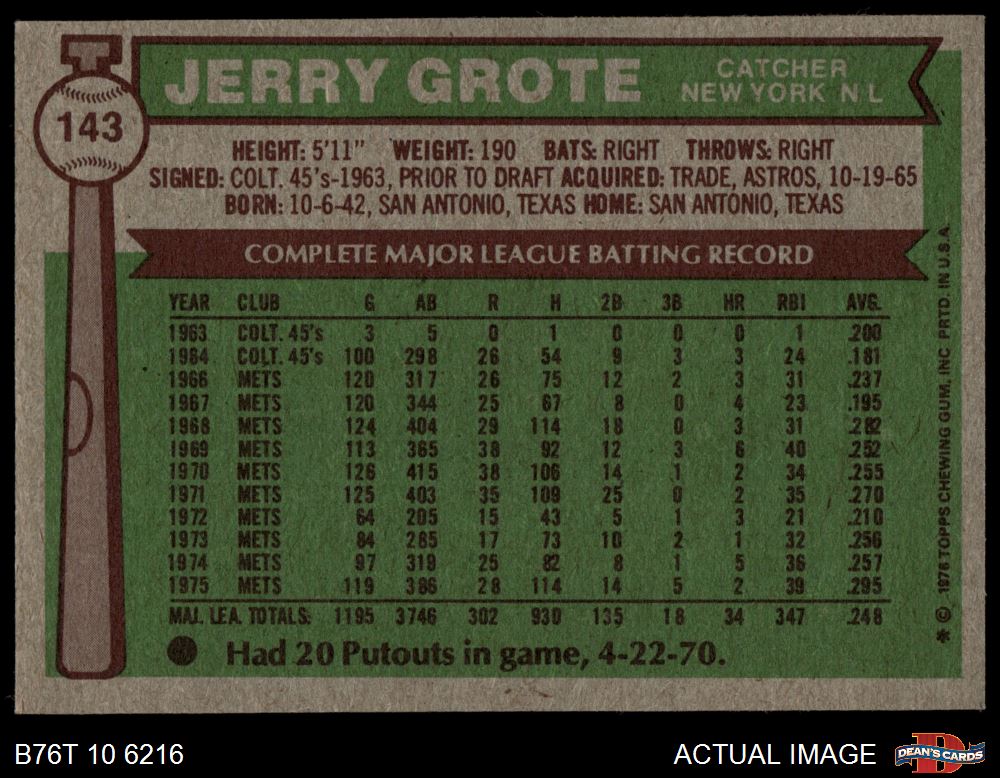 143
JERRY GROTE
CATCHER
NEW YORK N L
HEIGHT: 5'11" WEIGHT: 190 BATS: RIGHT THROWS: RIGHT
SIGNED: COLT. 45's-1963, PRIOR TO DRAFT ACQUIRED: TRADE, ASTROS, 10-19-65
BORN: 10-6-42, SAN ANTONIO, TEXAS HOME: SAN ANTONIO, TEXAS
COMPLETE MAJOR LEAGUE BATTING RECORD
YEAR CLUB G AB R H 2B 3B HR RBI AVG.
1963 COLT. 45's 3 5 0 1 0 0 0 1 .200
1964 COLT. 45's 100 298 26 54 9 3 3 24 .181
1966 METS 120 317 26 75 12 2 3 31 .237
1967 METS 120 344 25 67 8 0 4 23 .195
1968 METS 124 404 29 114 18 0 3 31 .282
1969 METS 113 365 38 92 12 3 6 40 .252
1970 METS 126 415 38 106 14 1 2 34 .255
1971 METS 125 403 35 109 25 0 2 35 .270
1972 METS 64 205 15 43 5 1 3 21 .210
1973 METS 84 285 17 73 10 2 1 32 .256
1974 METS 97 319 25 82 8 1 5 36 .257
1975 METS 119 386 28 114 14 5 2 39 .295
MAJ. LEA. TOTALS: 1195 3746 302 930 135 18 34 347 .248
Had 20 Putouts in game, 4-22-70.
* © 1976 TOPPS CHEWING GUM, INC. PRTD. IN U.S.A.
B76T 10 6216
ACTUAL IMAGE
D
DEAN'S CARDS